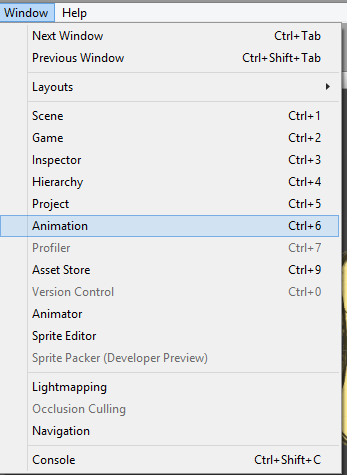 Window Help
Next Window Ctrl+Tab
Previous Window Ctrl+Shift+Tab
Layouts
Scene Ctrl+1
Game Ctrl+2
Inspector Ctrl+3
Hierarchy Ctrl+4
Project Ctrl+5
Animation Ctrl+6
Profiler Ctrl+7
Asset Store Ctrl+9
Version Control Ctrl+0
Animator
Sprite Editor
Sprite Packer (Developer Preview)
Lightmapping
Occlusion Culling
Navigation
Console Ctrl+Shift+C